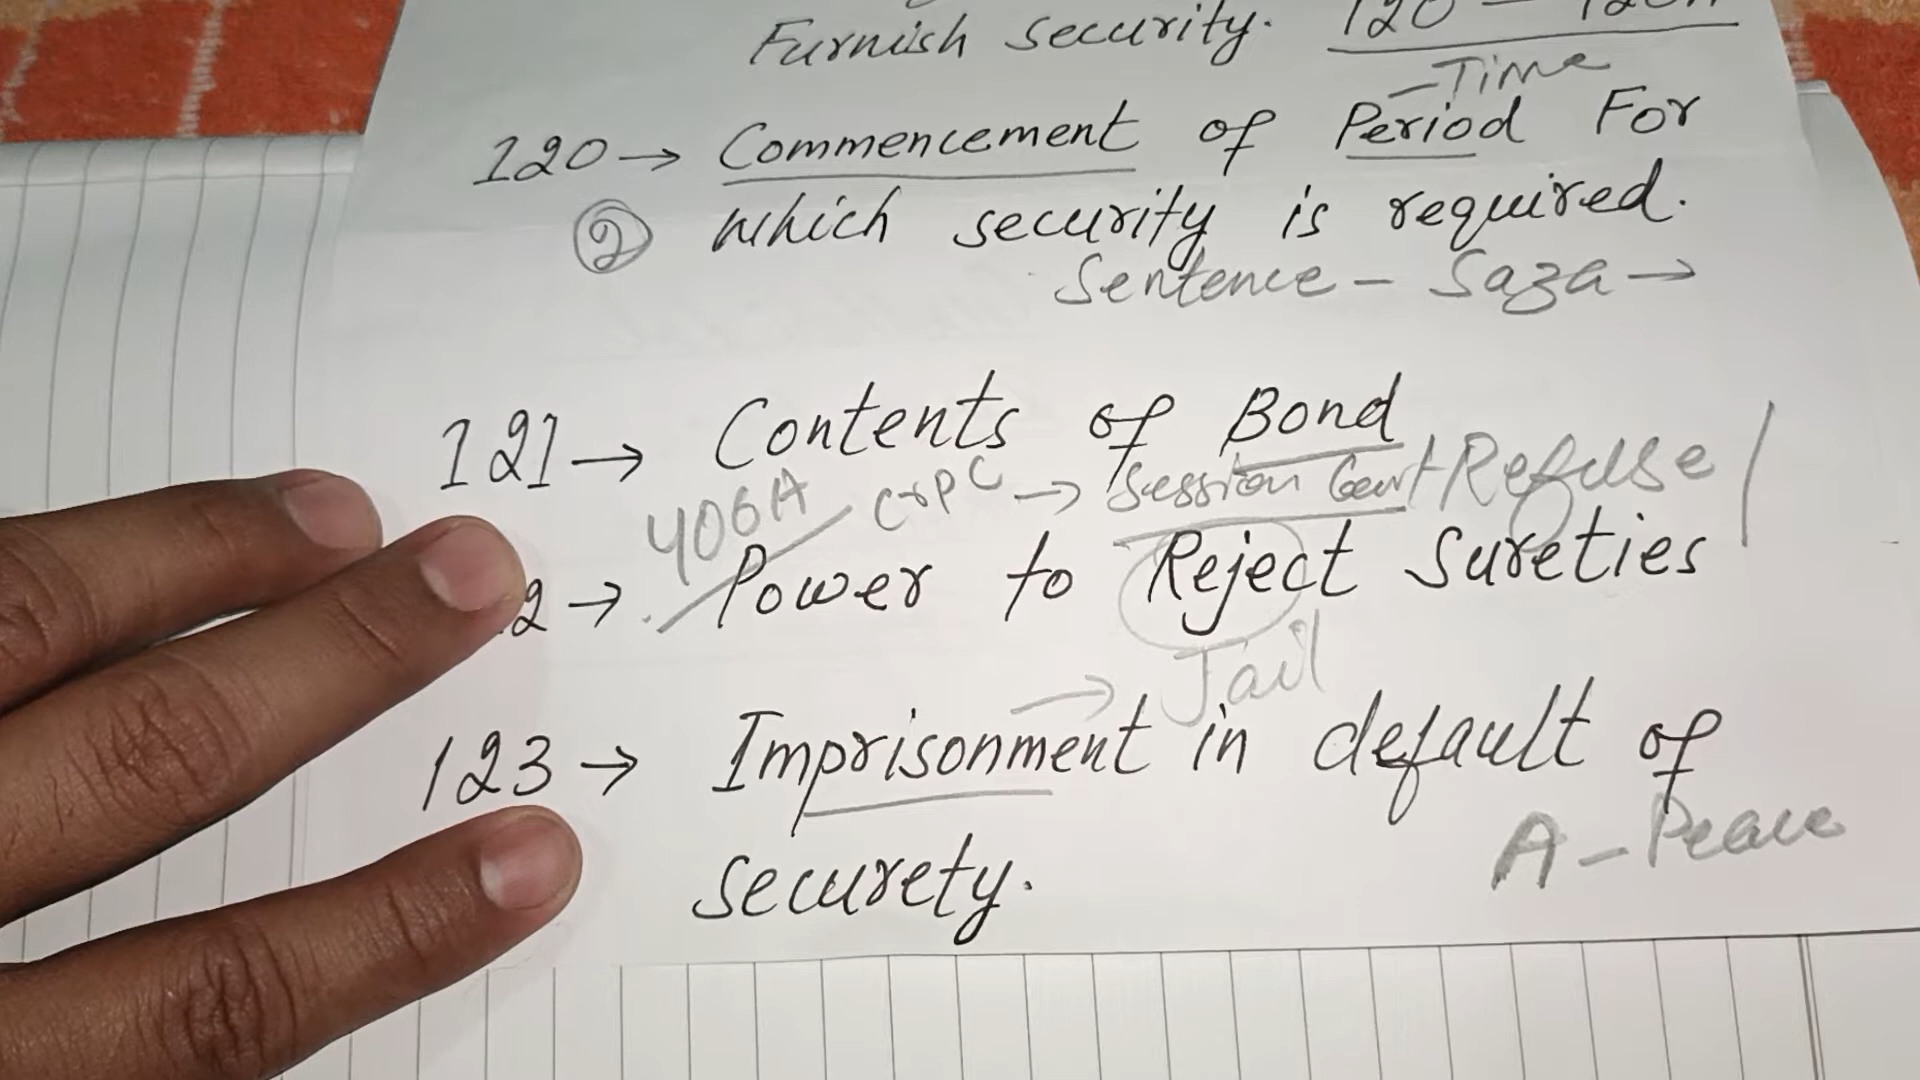 Furnish security. 120 –
– Time
120 → Commencement of Period For
② which security is required.
Sentence – Saza →
121 → Contents of Bond
406A CrPC → Session Court Refuse
2 → Power to Reject Sureties
→ Jail
123 → Imprisonment in default of
securety.
A – Peace